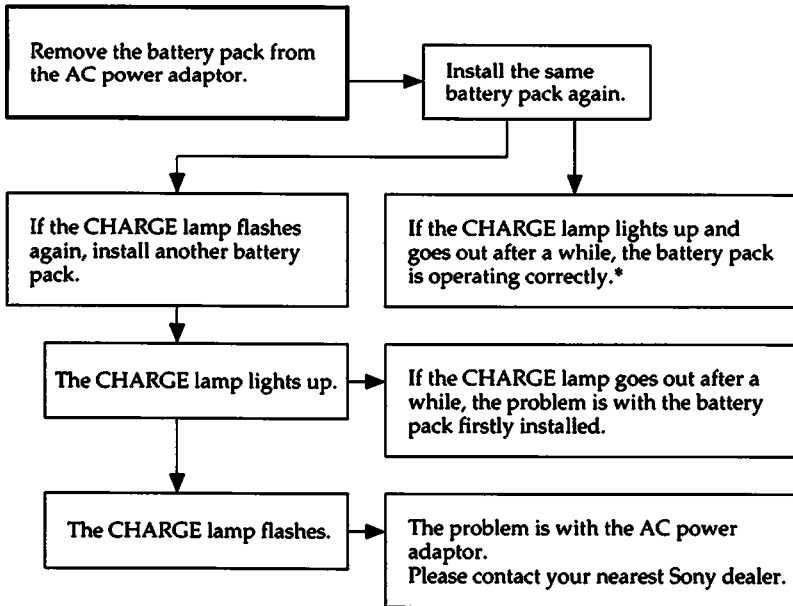 Remove the battery pack from
the AC power adaptor.
Install the same
battery pack again.
If the CHARGE lamp flashes
again, install another battery
pack.
If the CHARGE lamp lights up and
goes out after a while, the battery pack
is operating correctly.*
The CHARGE lamp lights up.
If the CHARGE lamp goes out after a
while, the problem is with the battery
pack firstly installed.
The CHARGE lamp flashes.
The problem is with the AC power
adaptor.
Please contact your nearest Sony dealer.